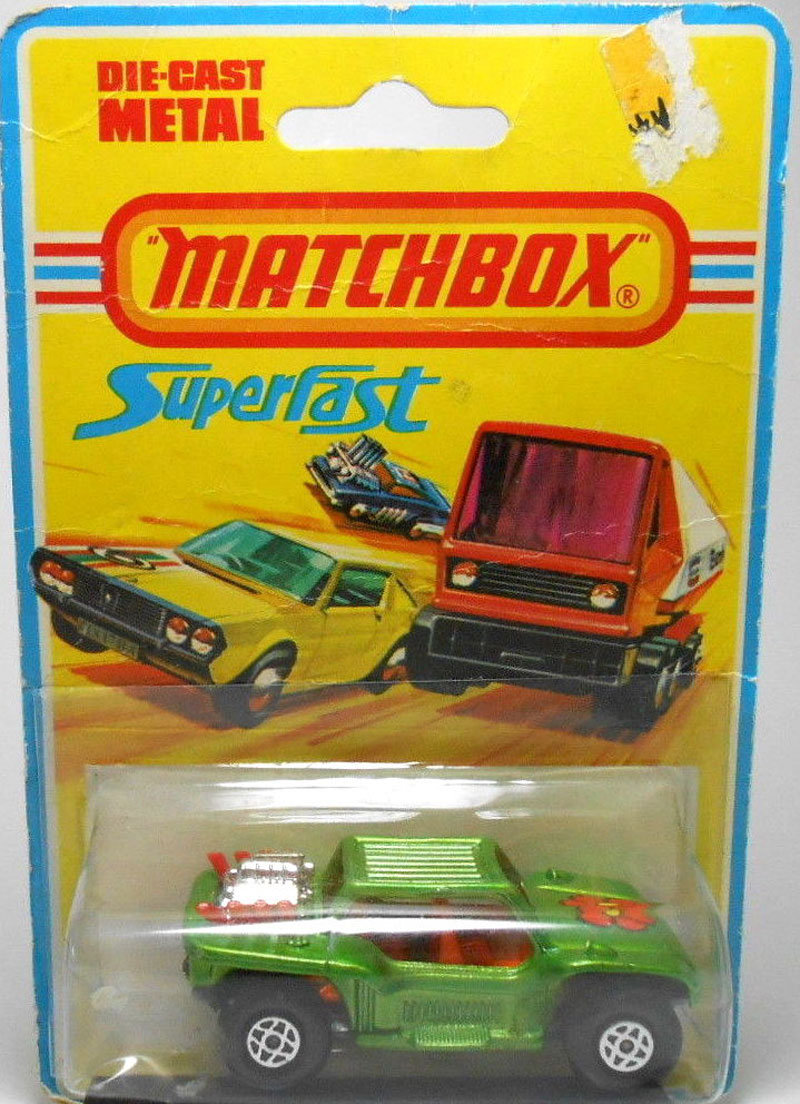 DIE-CAST
METAL
"MATCHBOX"®
Superfast